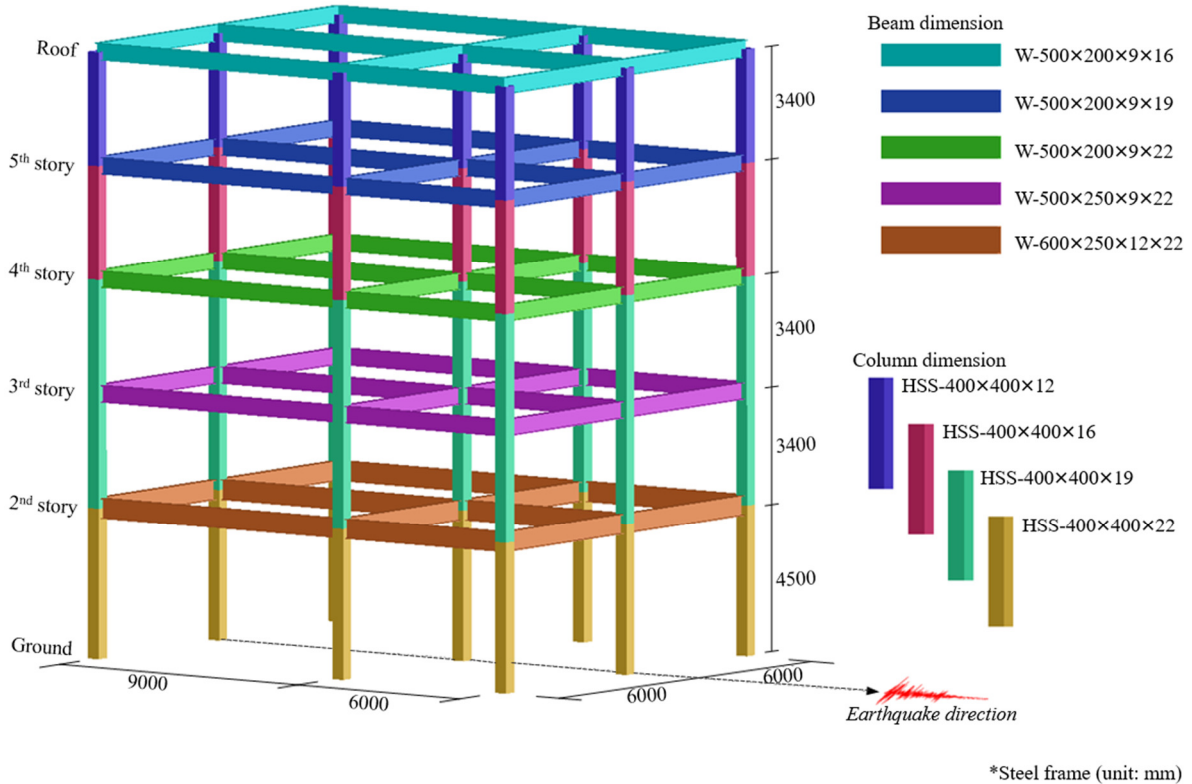 Roof
5th story
4th story
3rd story
2nd story
Ground
9000
6000
6000
6000
3400
3400
3400
4500
Earthquake direction
Beam dimension
W-500×200×9×16
W-500×200×9×19
W-500×200×9×22
W-500×250×9×22
W-600×250×12×22
Column dimension
HSS-400×400×12
HSS-400×400×16
HSS-400×400×19
HSS-400×400×22
*Steel frame (unit: mm)